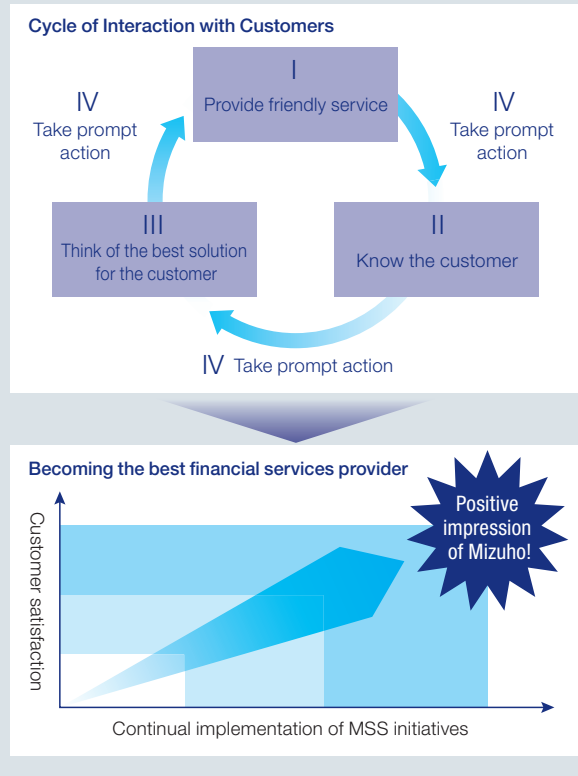 Cycle of Interaction with Customers
I
Provide friendly service
IV
Take prompt
action
IV
Take prompt
action
III
Think of the best solution
for the customer
II
Know the customer
IV Take prompt action
Becoming the best financial services provider
Positive
impression
of Mizuho!
Customer satisfaction
Continual implementation of MSS initiatives